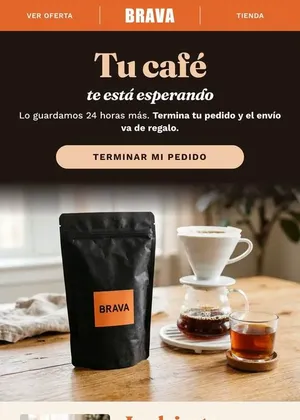 VER OFERTA
BRAVA
TIENDA
Tu café
te está esperando
Lo guardamos 24 horas más. Termina tu pedido y el envío
va de regalo.
TERMINAR MI PEDIDO
BRAVA